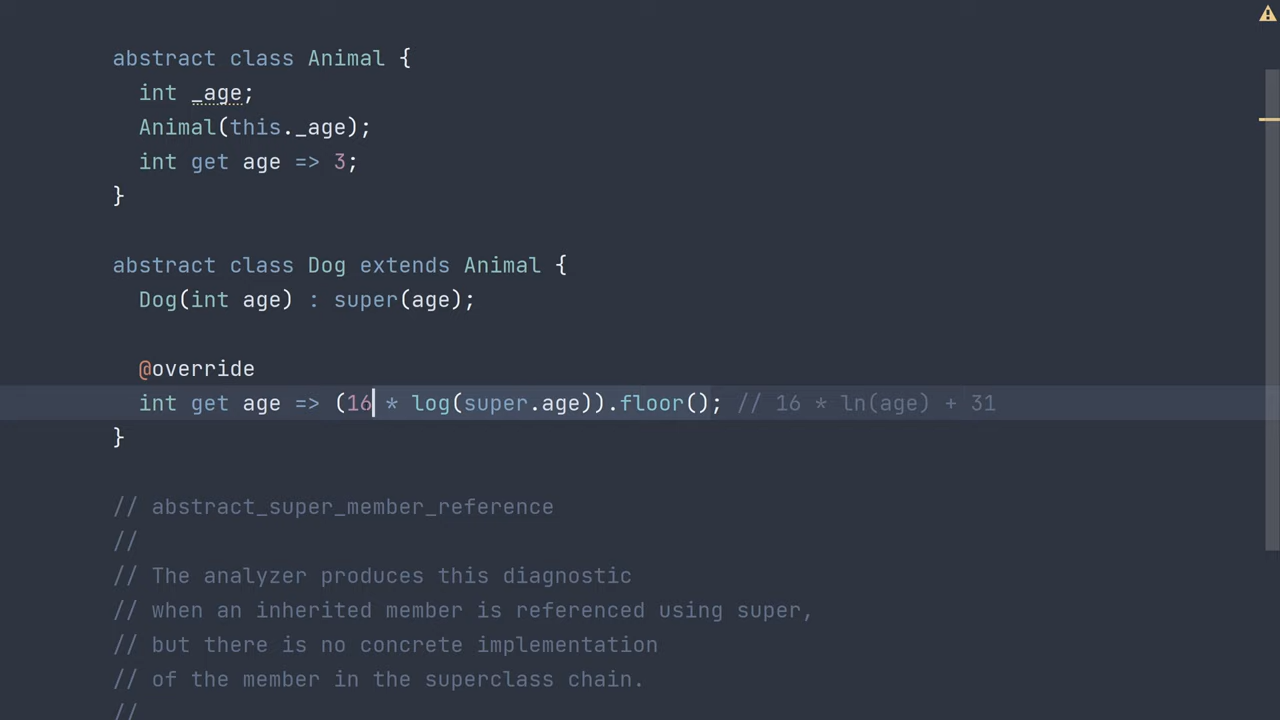 abstract class Animal {
int _age;
Animal(this._age);
int get age => 3;
}
abstract class Dog extends Animal {
Dog(int age) : super(age);
@override
int get age => (16 * log(super.age)).floor(); // 16 * ln(age) + 31
}
// abstract_super_member_reference
//
// The analyzer produces this diagnostic
// when an inherited member is referenced using super,
// but there is no concrete implementation
// of the member in the superclass chain.
//